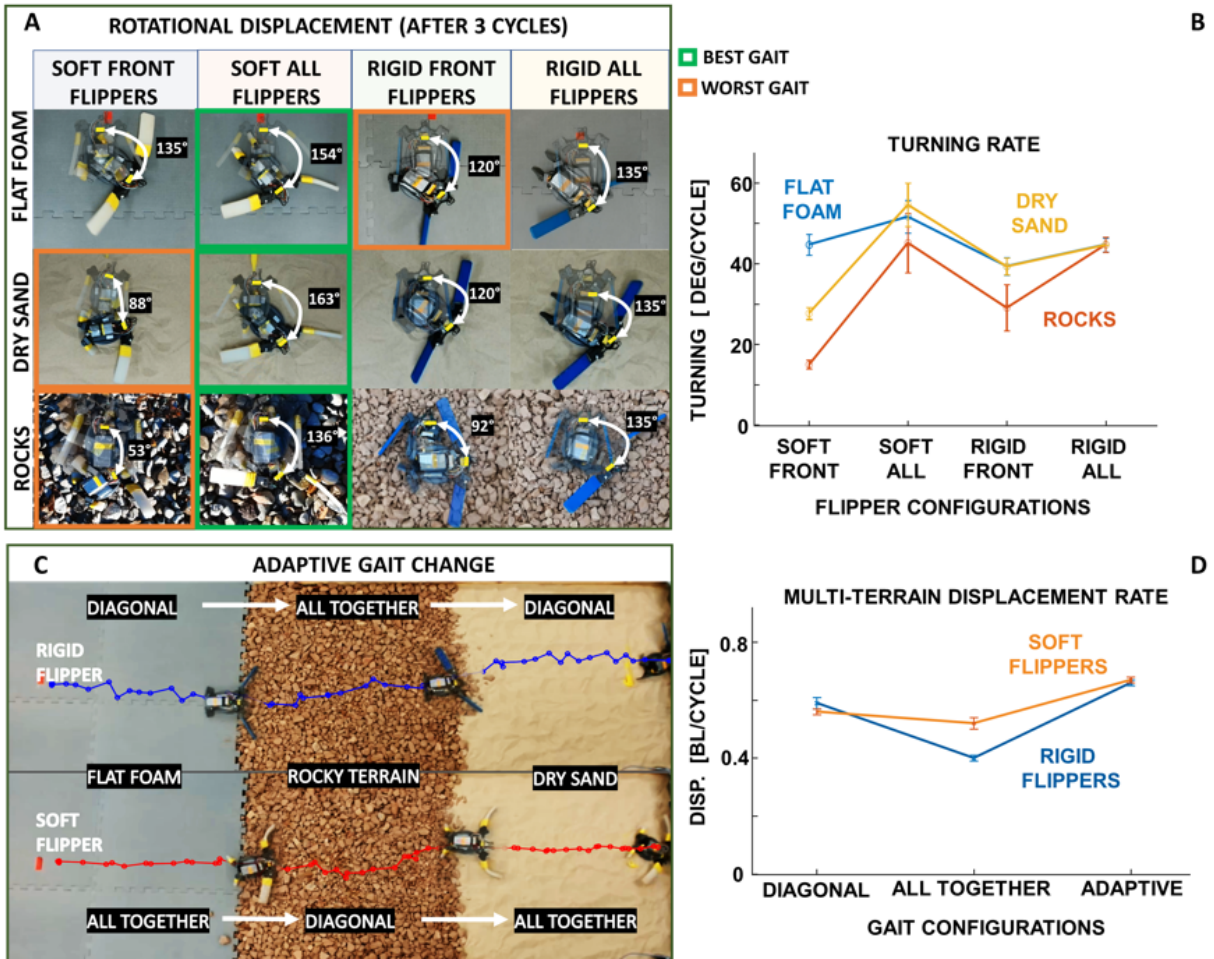 A
ROTATIONAL DISPLACEMENT (AFTER 3 CYCLES)
SOFT FRONT
FLIPPERS
SOFT ALL
FLIPPERS
RIGID FRONT
FLIPPERS
RIGID ALL
FLIPPERS
BEST GAIT
WORST GAIT
FLAT FOAM
135°
154°
120°
135°
DRY SAND
88°
163°
120°
135°
ROCKS
53°
136°
92°
135°
B
TURNING RATE
TURNING [ DEG/CYCLE]
60
40
20
0
FLAT
FOAM
DRY
SAND
ROCKS
SOFT
FRONT
SOFT
ALL
RIGID
FRONT
RIGID
ALL
FLIPPER CONFIGURATIONS
C
ADAPTIVE GAIT CHANGE
DIAGONAL
ALL TOGETHER
DIAGONAL
RIGID
FLIPPER
FLAT FOAM
ROCKY TERRAIN
DRY SAND
SOFT
FLIPPER
ALL TOGETHER
DIAGONAL
ALL TOGETHER
D
MULTI-TERRAIN DISPLACEMENT RATE
DISP. [BL/CYCLE]
0.8
0.4
0
SOFT
FLIPPERS
RIGID
FLIPPERS
DIAGONAL
ALL TOGETHER
ADAPTIVE
GAIT CONFIGURATIONS